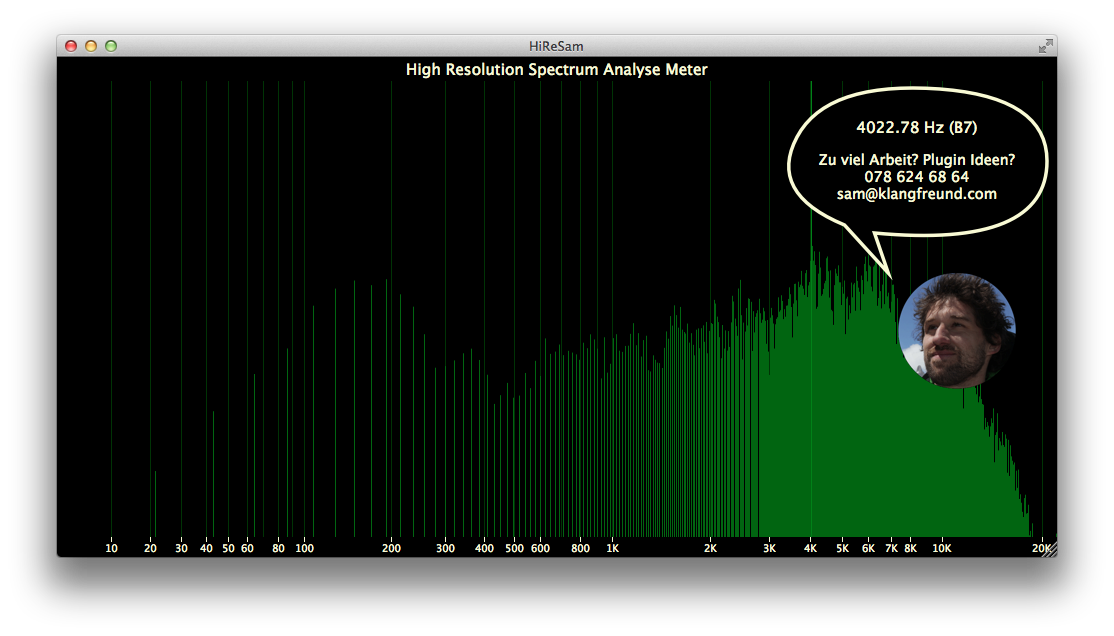 HiReSam
High Resolution Spectrum Analyse Meter
4022.78 Hz (B7)
Zu viel Arbeit? Plugin Ideen?
078 624 68 64
sam@klangfreund.com
10 20 30 40 50 60 80 100 200 300 400 500 600 800 1K 2K 3K 4K 5K 6K 7K 8K 10K 20K